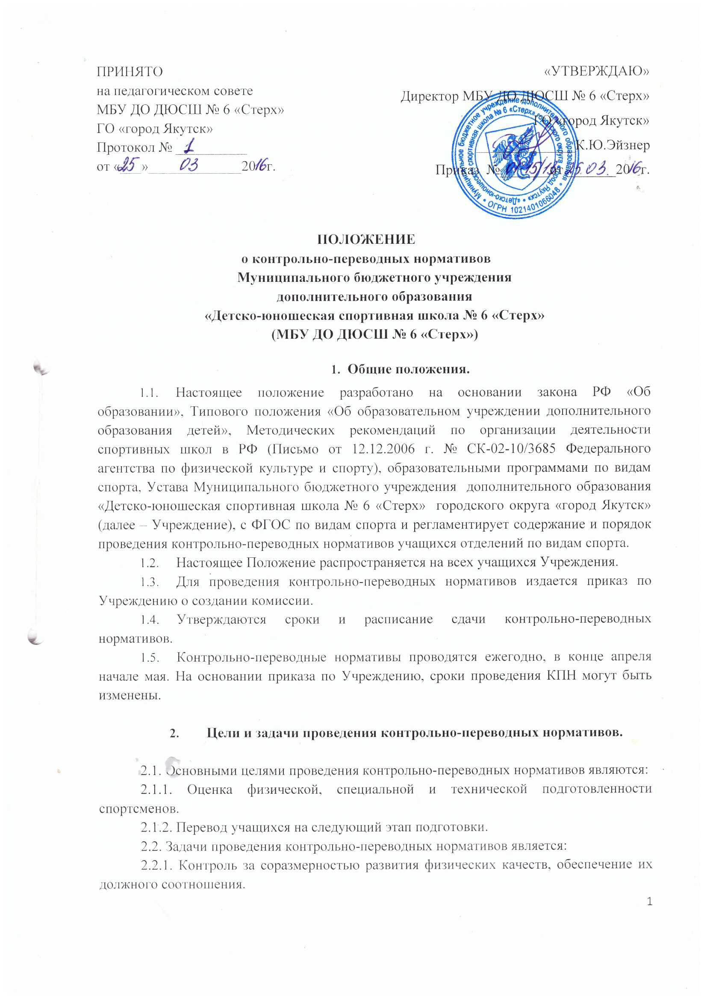 ПРИНЯТО
на педагогическом совете
МБУ ДО ДЮСШ № 6 «Стерх»
ГО «город Якутск»
Протокол № 1
от «25» 03 2016г.
«УТВЕРЖДАЮ»
Директор МБУ ДО ДЮСШ № 6 «Стерх»
ГО «город Якутск»
К.Ю.Эйзнер
Приказ № от 25.03. 2016г.
Муниципальное бюджетное учреждение дополнительного образования • ОГРН 1021401066048 •
«Детско-юношеская спортивная школа № 6 «Стерх» городского округа «город Якутск» •
ПОЛОЖЕНИЕ
о контрольно-переводных нормативов
Муниципального бюджетного учреждения
дополнительного образования
«Детско-юношеская спортивная школа № 6 «Стерх»
(МБУ ДО ДЮСШ № 6 «Стерх»)
1. Общие положения.
1.1. Настоящее положение разработано на основании закона РФ «Об
образовании», Типового положения «Об образовательном учреждении дополнительного
образования детей», Методических рекомендаций по организации деятельности
спортивных школ в РФ (Письмо от 12.12.2006 г. № СК-02-10/3685 Федерального
агентства по физической культуре и спорту), образовательными программами по видам
спорта, Устава Муниципального бюджетного учреждения дополнительного образования
«Детско-юношеская спортивная школа № 6 «Стерх» городского округа «город Якутск»
(далее – Учреждение), с ФГОС по видам спорта и регламентирует содержание и порядок
проведения контрольно-переводных нормативов учащихся отделений по видам спорта.
1.2. Настоящее Положение распространяется на всех учащихся Учреждения.
1.3. Для проведения контрольно-переводных нормативов издается приказ по
Учреждению о создании комиссии.
1.4. Утверждаются сроки и расписание сдачи контрольно-переводных
нормативов.
1.5. Контрольно-переводные нормативы проводятся ежегодно, в конце апреля
начале мая. На основании приказа по Учреждению, сроки проведения КПН могут быть
изменены.
2. Цели и задачи проведения контрольно-переводных нормативов.
2.1. Основными целями проведения контрольно-переводных нормативов являются:
2.1.1. Оценка физической, специальной и технической подготовленности
спортсменов.
2.1.2. Перевод учащихся на следующий этап подготовки.
2.2. Задачи проведения контрольно-переводных нормативов является:
2.2.1. Контроль за соразмерностью развития физических качеств, обеспечение их
должного соотношения.
1